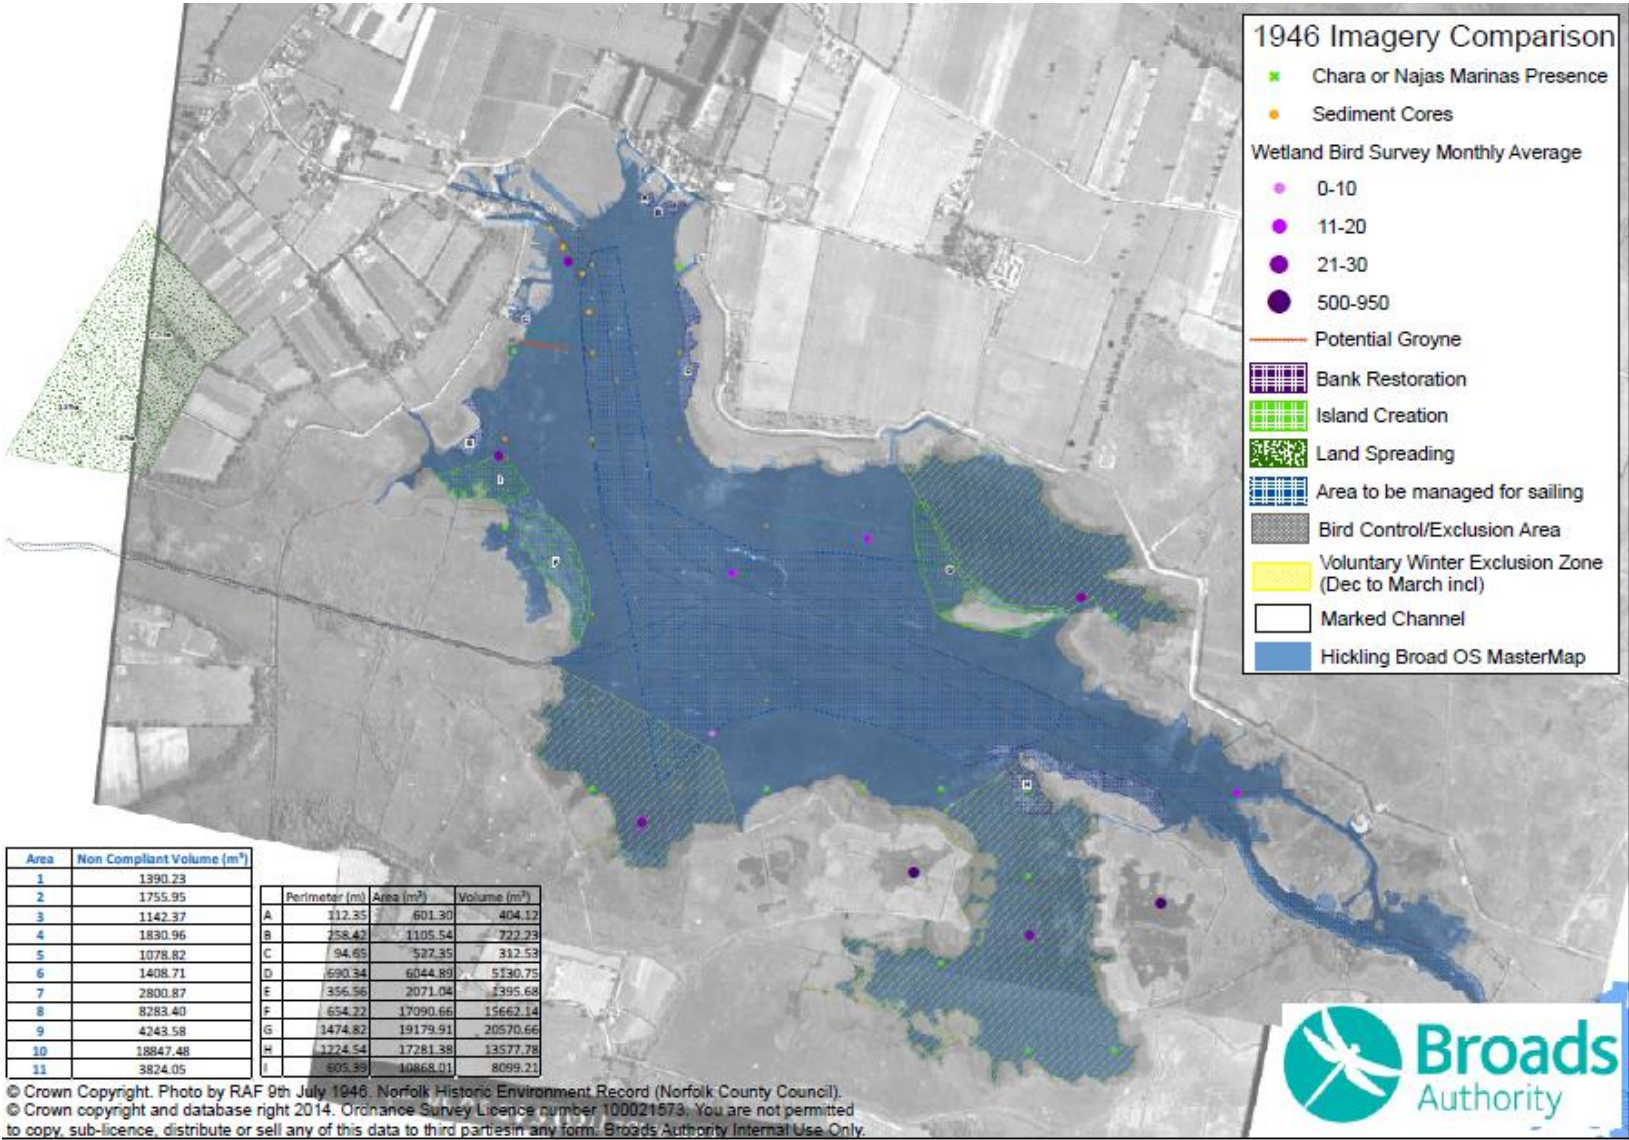 1946 Imagery Comparison
Chara or Najas Marinas Presence
Sediment Cores
Wetland Bird Survey Monthly Average
0-10
11-20
21-30
500-950
Potential Groyne
Bank Restoration
Island Creation
Land Spreading
Area to be managed for sailing
Bird Control/Exclusion Area
Voluntary Winter Exclusion Zone
(Dec to March incl)
Marked Channel
Hickling Broad OS MasterMap
A
B
C
D
E
I
F
G
H
Area Non Compliant Volume (m³)
1 1390.23
2 1755.95
3 1142.37
4 1830.96
5 1078.82
6 1408.71
7 2800.87
8 8283.40
9 4243.58
10 18847.48
11 3824.05
Perimeter (m) Area (m²) Volume (m³)
A 112.35 601.30 404.12
B 258.42 1105.54 722.23
C 94.65 527.35 312.53
D 690.34 6044.89 5130.75
E 356.56 2071.04 1395.68
F 654.22 17090.66 15662.14
G 1474.82 19179.91 20570.66
H 1224.54 17281.38 13577.78
I 605.39 10868.01 8099.21
© Crown Copyright. Photo by RAF 9th July 1946. Norfolk Historic Environment Record (Norfolk County Council).
© Crown copyright and database right 2014. Ordnance Survey Licence number 100021573. You are not permitted
to copy, sub-licence, distribute or sell any of this data to third partiesin any form. Broads Authority Internal Use Only.
Broads
Authority